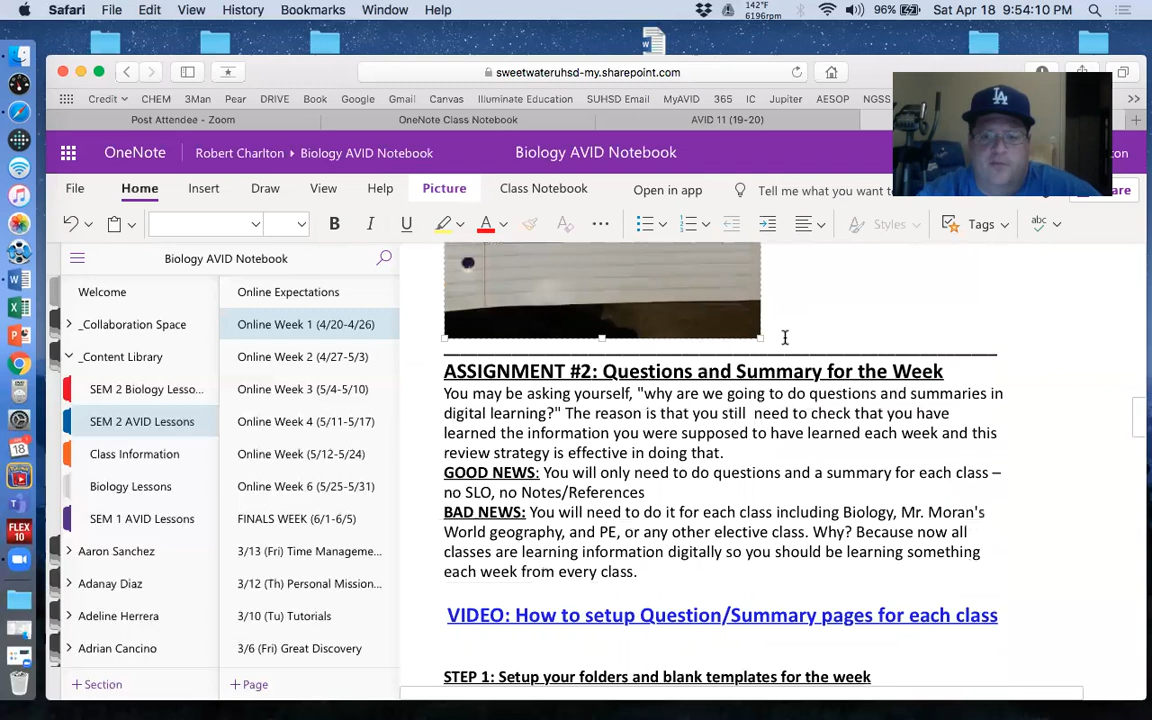 Safari File Edit View History Bookmarks Window Help 142°F 6196rpm 96% Sat Apr 18 9:54:10 PM
sweetwateruhsd-my.sharepoint.com
Credit CHEM 3Man Pear DRIVE Book Google Gmail Canvas Illuminate Education SUHSD Email MyAVID 365 IC Jupiter AESOP NGSS
Post Attendee - Zoom OneNote Class Notebook AVID 11 (19-20)
OneNote Robert Charlton Biology AVID Notebook Biology AVID Notebook
File Home Insert Draw View Help Picture Class Notebook Open in app Tell me what you want
B I U A Styles Tags abc
Biology AVID Notebook
Welcome
_Collaboration Space
_Content Library
SEM 2 Biology Lesso...
SEM 2 AVID Lessons
Class Information
Biology Lessons
SEM 1 AVID Lessons
Aaron Sanchez
Adanay Diaz
Adeline Herrera
Adrian Cancino
+ Section
Online Expectations
Online Week 1 (4/20-4/26)
Online Week 2 (4/27-5/3)
Online Week 3 (5/4-5/10)
Online Week 4 (5/11-5/17)
Online Week (5/12-5/24)
Online Week 6 (5/25-5/31)
FINALS WEEK (6/1-6/5)
3/13 (Fri) Time Manageme...
3/12 (Th) Personal Mission...
3/10 (Tu) Tutorials
3/6 (Fri) Great Discovery
+ Page
ASSIGNMENT #2: Questions and Summary for the Week
You may be asking yourself, "why are we going to do questions and summaries in
digital learning?" The reason is that you still need to check that you have
learned the information you were supposed to have learned each week and this
review strategy is effective in doing that.
GOOD NEWS: You will only need to do questions and a summary for each class –
no SLO, no Notes/References
BAD NEWS: You will need to do it for each class including Biology, Mr. Moran's
World geography, and PE, or any other elective class. Why? Because now all
classes are learning information digitally so you should be learning something
each week from every class.
VIDEO: How to setup Question/Summary pages for each class
STEP 1: Setup your folders and blank templates for the week
LA
18
FLEX
10